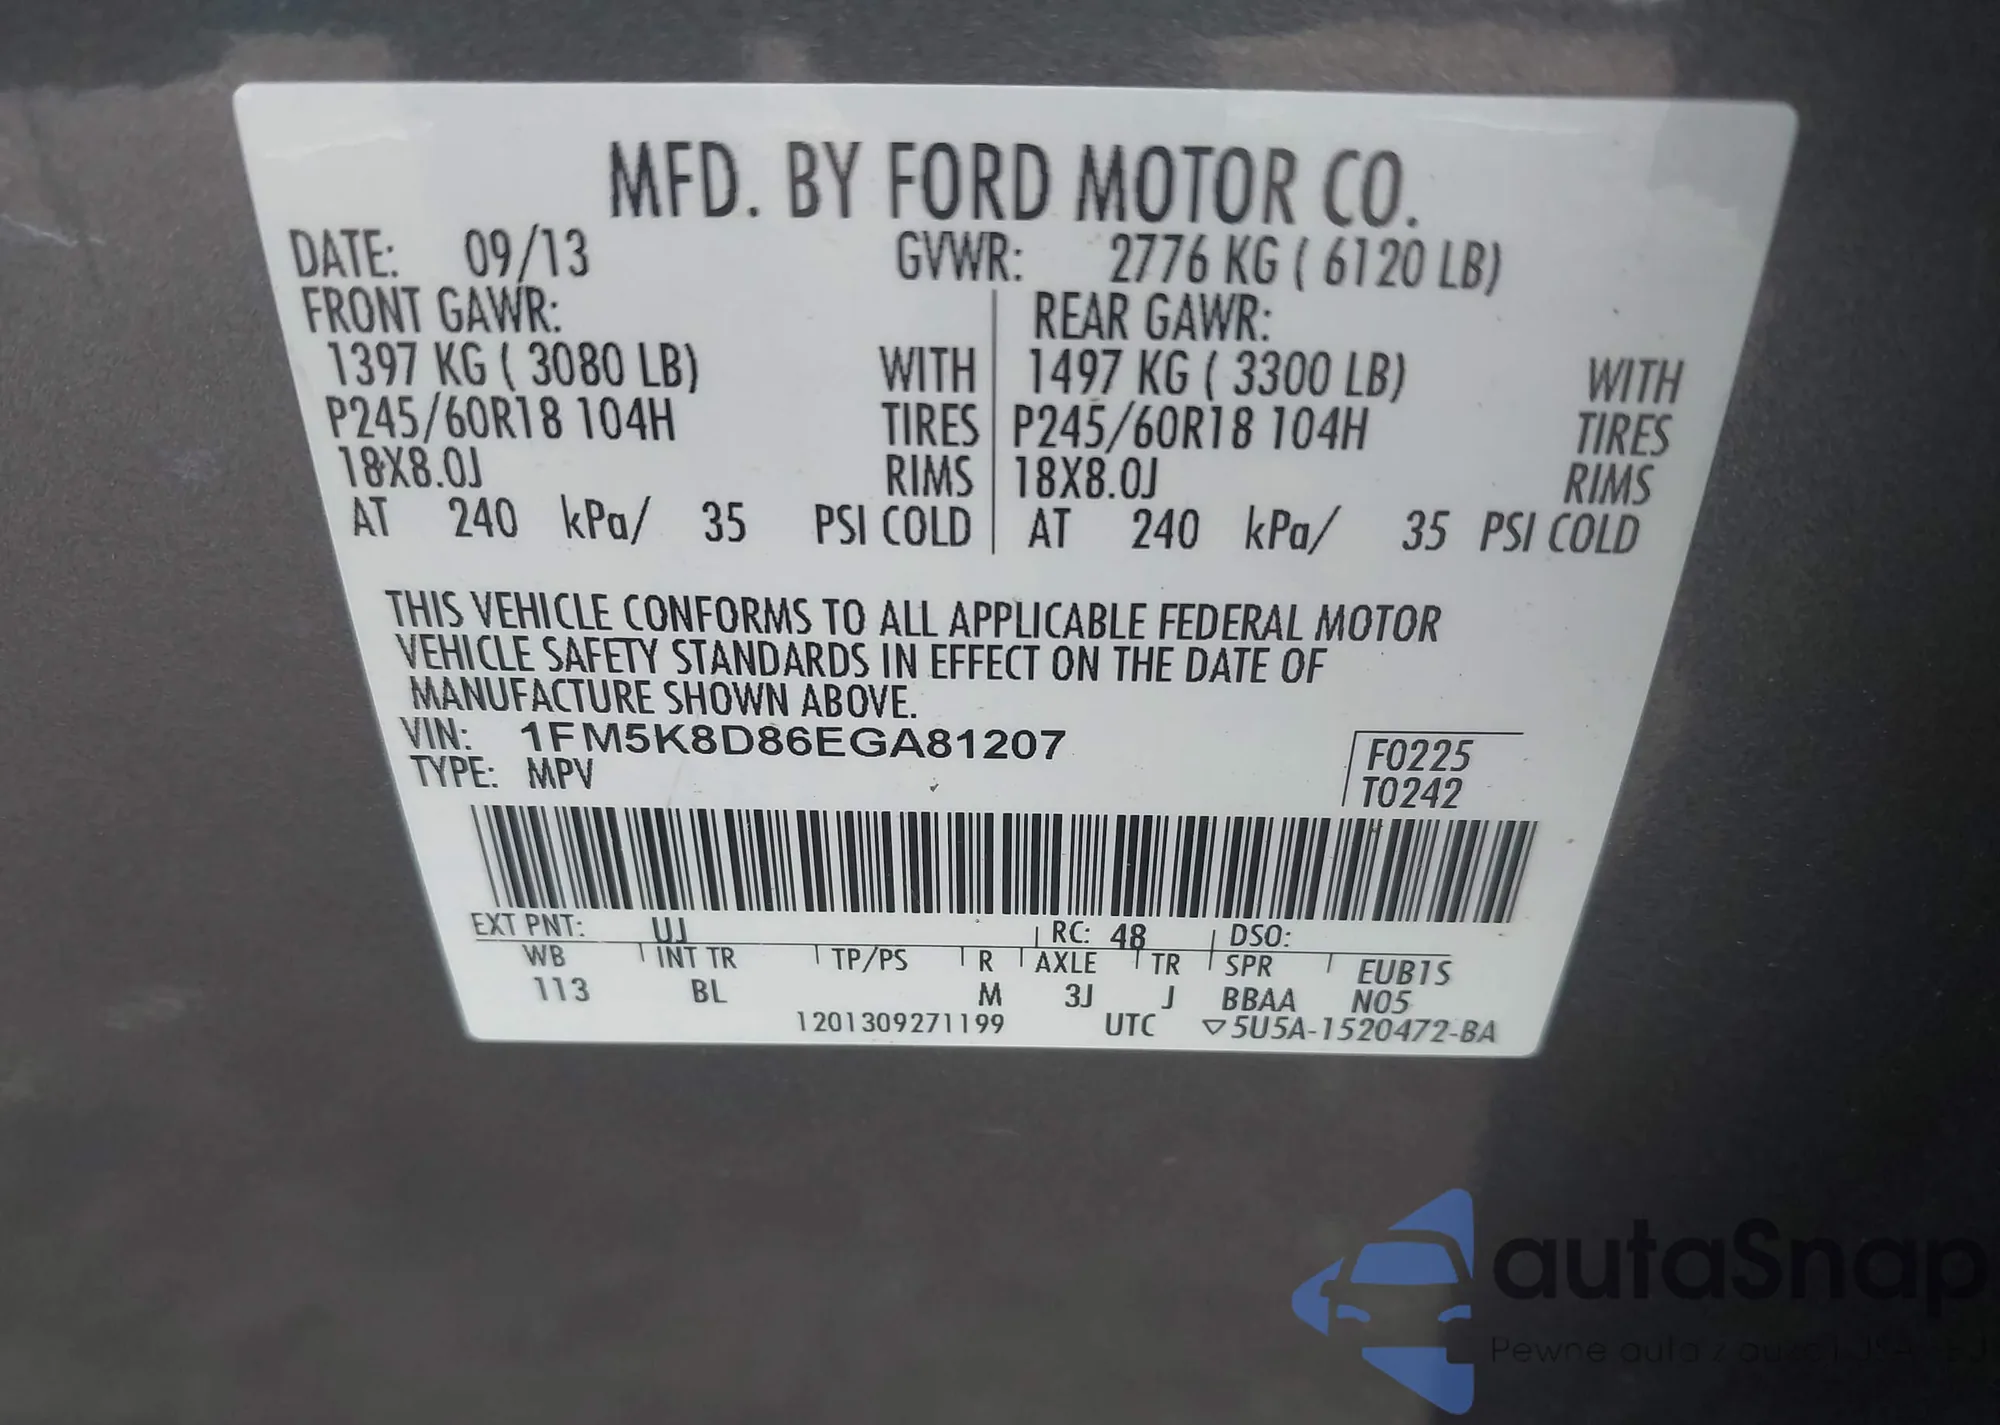 MFD. BY FORD MOTOR CO.
DATE: 09/13 GVWR: 2776 KG ( 6120 LB)
FRONT GAWR: REAR GAWR:
1397 KG ( 3080 LB) WITH 1497 KG ( 3300 LB) WITH
P245/60R18 104H TIRES P245/60R18 104H TIRES
18X8.0J RIMS 18X8.0J RIMS
AT 240 kPa/ 35 PSI COLD AT 240 kPa/ 35 PSI COLD
THIS VEHICLE CONFORMS TO ALL APPLICABLE FEDERAL MOTOR
VEHICLE SAFETY STANDARDS IN EFFECT ON THE DATE OF
MANUFACTURE SHOWN ABOVE.
VIN: 1FM5K8D86EGA81207
TYPE: MPV
F0225
T0242
EXT PNT: UJ RC: 48 DSO:
WB INT TR TP/PS R AXLE TR SPR EUB1S
113 BL M 3J J BBAA N05
1201309271199 UTC ▽5U5A-1520472-BA
autaSnap
Pewne auta z